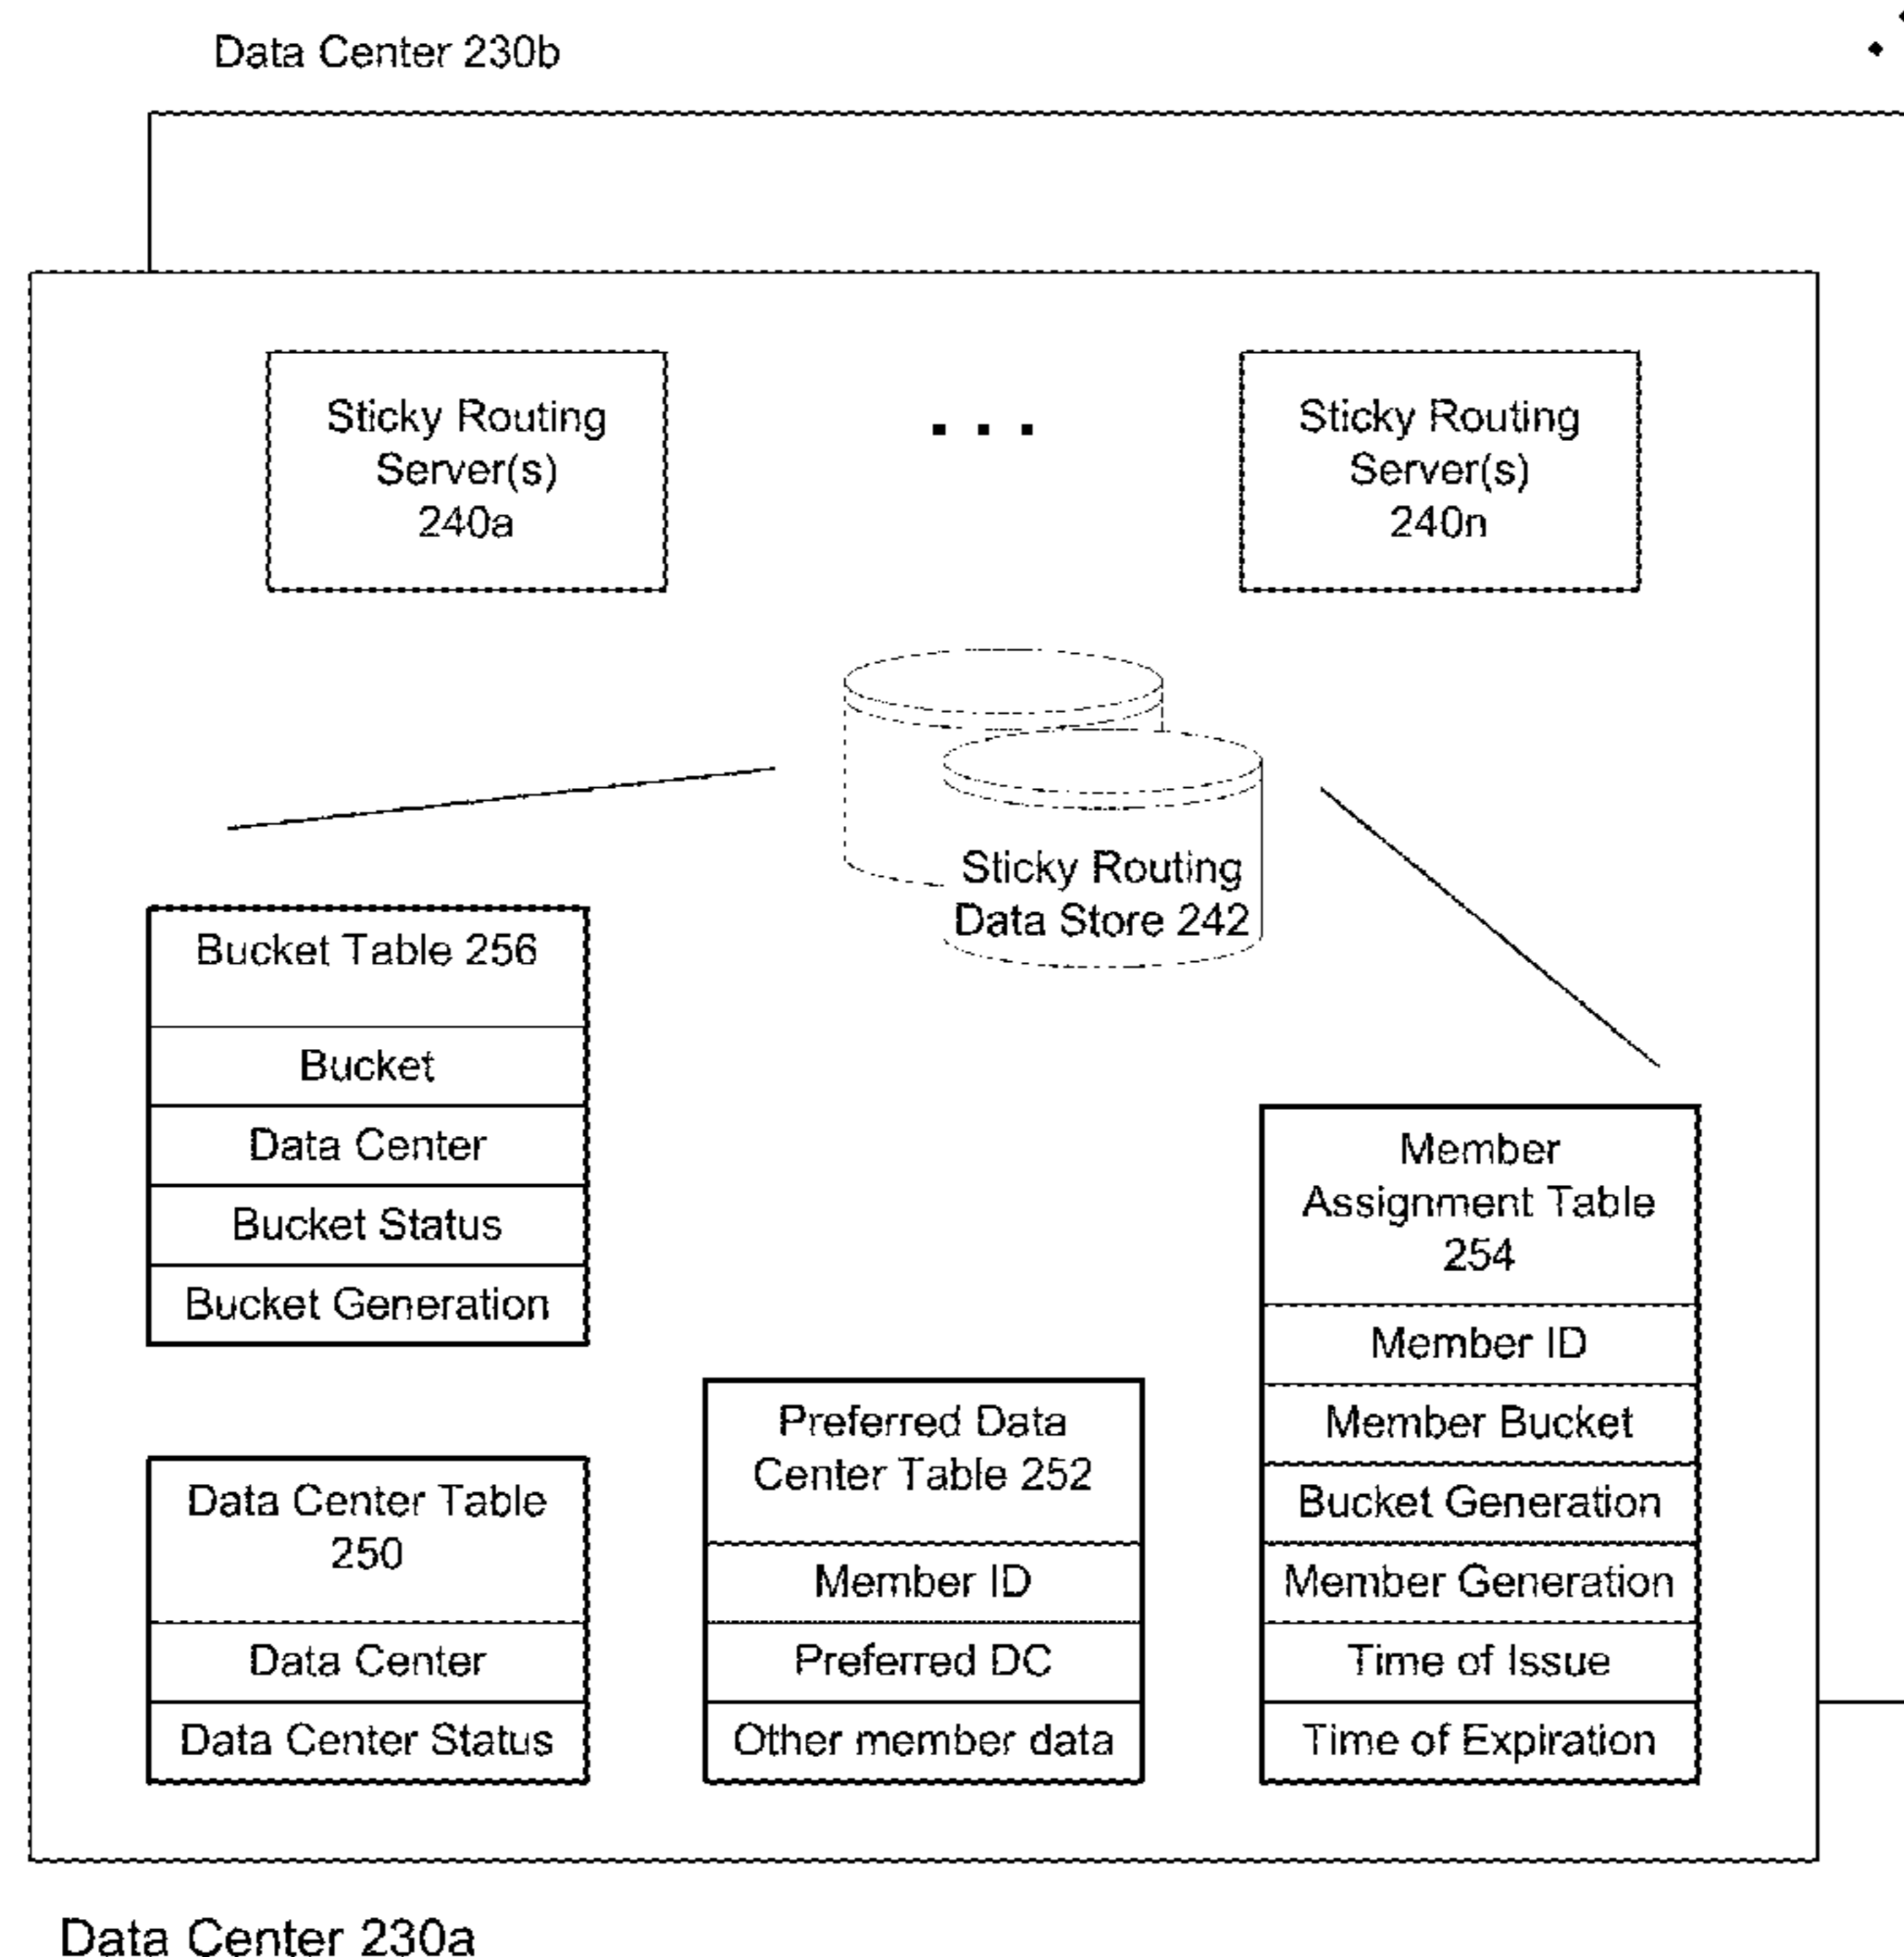 Data Center 230b
Sticky Routing
Server(s)
240a
. . .
Sticky Routing
Server(s)
240n
Sticky Routing
Data Store 242
Bucket Table 256
Bucket
Data Center
Bucket Status
Bucket Generation
Data Center Table
250
Data Center
Data Center Status
Preferred Data
Center Table 252
Member ID
Preferred DC
Other member data
Member
Assignment Table
254
Member ID
Member Bucket
Bucket Generation
Member Generation
Time of Issue
Time of Expiration
Data Center 230a